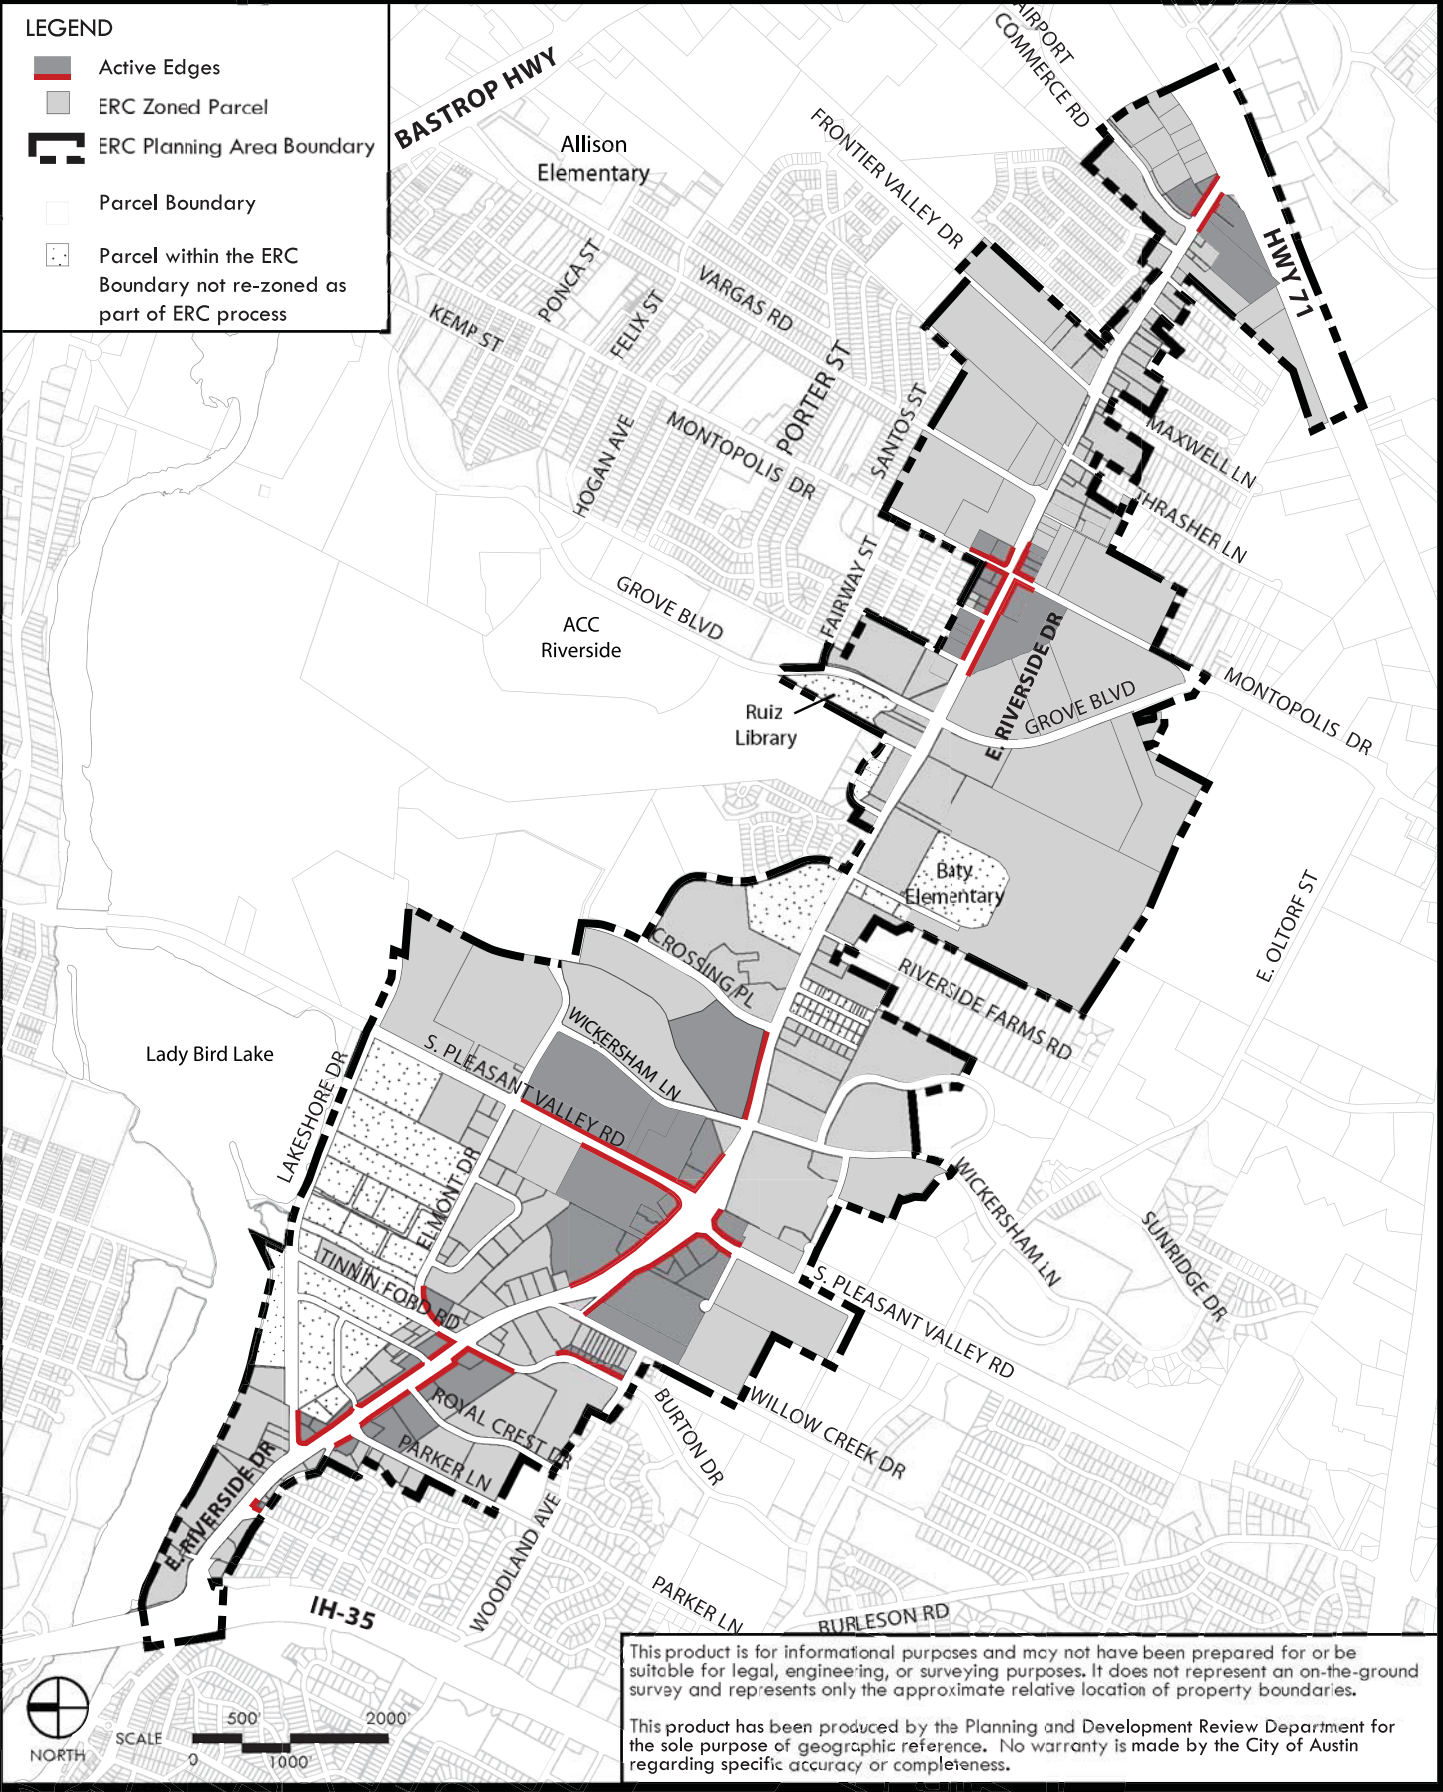 LEGEND
Active Edges
ERC Zoned Parcel
ERC Planning Area Boundary
Parcel Boundary
Parcel within the ERC
Boundary not re-zoned as
part of ERC process
BASTROP HWY
AIRPORT
COMMERCE RD
Allison
Elementary
FRONTIER VALLEY DR
HWY 71
PONCA ST
VARGAS RD
FELIX ST
KEMP ST
PORTER ST
SANTOS ST
HOGAN AVE
MONTOPOLIS DR
MAXWELL LN
THRASHER LN
FAIRWAY ST
GROVE BLVD
ACC
Riverside
E. RIVERSIDE DR
GROVE BLVD
MONTOPOLIS DR
Ruiz
Library
Baty
Elementary
E. OLTORF ST
CROSSING PL
RIVERSIDE FARMS RD
Lady Bird Lake
LAKESHORE DR
S. PLEASANT VALLEY RD
WICKERSHAM LN
ELMONT DR
WICKERSHAM LN
SUNRIDGE DR
TINNIN FORD RD
S. PLEASANT VALLEY RD
ROYAL CREST DR
BURTON DR
WILLOW CREEK DR
PARKER LN
E. RIVERSIDE DR
WOODLAND AVE
IH-35
PARKER LN
BURLESON RD
NORTH
SCALE
500'
2000'
0
1000'
This product is for informational purposes and may not have been prepared for or be
suitable for legal, engineering, or surveying purposes. It does not represent an on-the-ground
survey and represents only the approximate relative location of property boundaries.
This product has been produced by the Planning and Development Review Department for
the sole purpose of geographic reference. No warranty is made by the City of Austin
regarding specific accuracy or completeness.